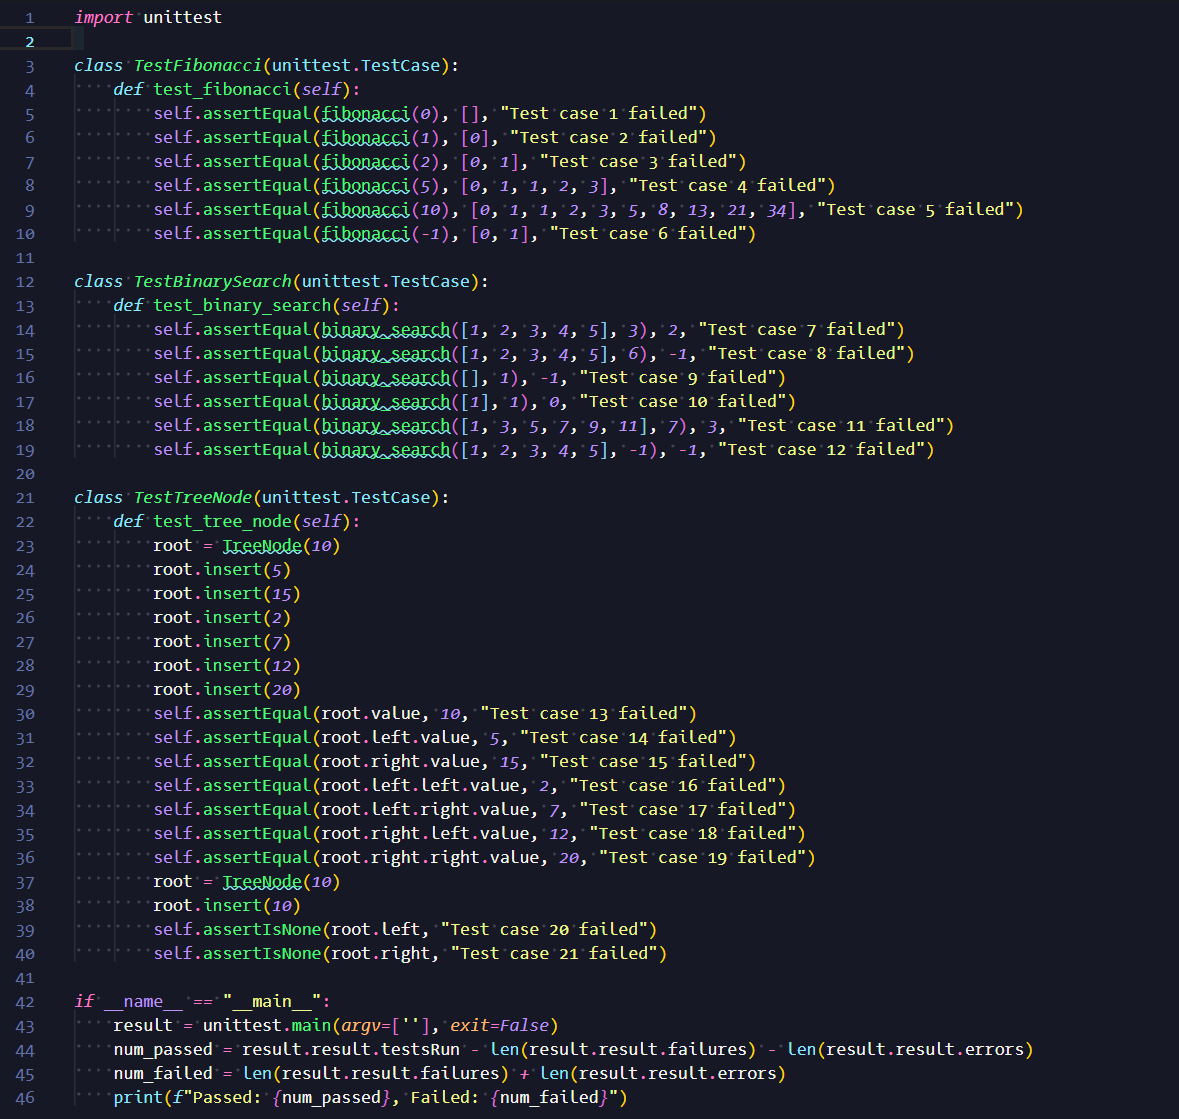 1 import unittest
2
3 class TestFibonacci(unittest.TestCase):
4     def test_fibonacci(self):
5         self.assertEqual(fibonacci(0), [], "Test case 1 failed")
6         self.assertEqual(fibonacci(1), [0], "Test case 2 failed")
7         self.assertEqual(fibonacci(2), [0, 1], "Test case 3 failed")
8         self.assertEqual(fibonacci(5), [0, 1, 1, 2, 3], "Test case 4 failed")
9         self.assertEqual(fibonacci(10), [0, 1, 1, 2, 3, 5, 8, 13, 21, 34], "Test case 5 failed")
10         self.assertEqual(fibonacci(-1), [0, 1], "Test case 6 failed")
11
12 class TestBinarySearch(unittest.TestCase):
13     def test_binary_search(self):
14         self.assertEqual(binary_search([1, 2, 3, 4, 5], 3), 2, "Test case 7 failed")
15         self.assertEqual(binary_search([1, 2, 3, 4, 5], 6), -1, "Test case 8 failed")
16         self.assertEqual(binary_search([], 1), -1, "Test case 9 failed")
17         self.assertEqual(binary_search([1], 1), 0, "Test case 10 failed")
18         self.assertEqual(binary_search([1, 3, 5, 7, 9, 11], 7), 3, "Test case 11 failed")
19         self.assertEqual(binary_search([1, 2, 3, 4, 5], -1), -1, "Test case 12 failed")
20
21 class TestTreeNode(unittest.TestCase):
22     def test_tree_node(self):
23         root = TreeNode(10)
24         root.insert(5)
25         root.insert(15)
26         root.insert(2)
27         root.insert(7)
28         root.insert(12)
29         root.insert(20)
30         self.assertEqual(root.value, 10, "Test case 13 failed")
31         self.assertEqual(root.left.value, 5, "Test case 14 failed")
32         self.assertEqual(root.right.value, 15, "Test case 15 failed")
33         self.assertEqual(root.left.left.value, 2, "Test case 16 failed")
34         self.assertEqual(root.left.right.value, 7, "Test case 17 failed")
35         self.assertEqual(root.right.left.value, 12, "Test case 18 failed")
36         self.assertEqual(root.right.right.value, 20, "Test case 19 failed")
37         root = TreeNode(10)
38         root.insert(10)
39         self.assertIsNone(root.left, "Test case 20 failed")
40         self.assertIsNone(root.right, "Test case 21 failed")
41
42 if __name__ == "__main__":
43     result = unittest.main(argv=[''], exit=False)
44     num_passed = result.result.testsRun - len(result.result.failures) - len(result.result.errors)
45     num_failed = len(result.result.failures) + len(result.result.errors)
46     print(f"Passed: {num_passed}, Failed: {num_failed}")